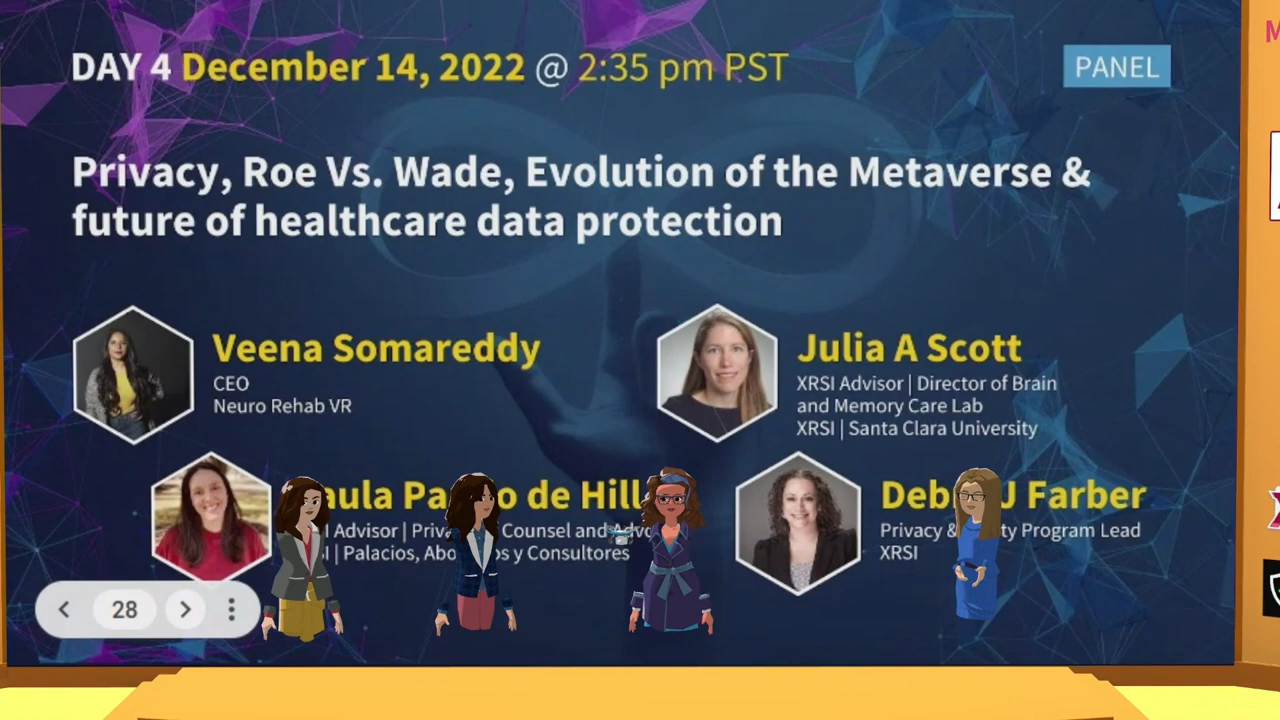 DAY 4 December 14, 2022 @ 2:35 pm PST
PANEL
Privacy, Roe Vs. Wade, Evolution of the Metaverse &
future of healthcare data protection
Veena Somareddy
CEO
Neuro Rehab VR
Julia A Scott
XRSI Advisor | Director of Brain
and Memory Care Lab
XRSI | Santa Clara University
de Hill
Advisor | Counsel and
| Palacios, y Consultores
J Farber
Privacy & Program Lead
XRSI
28